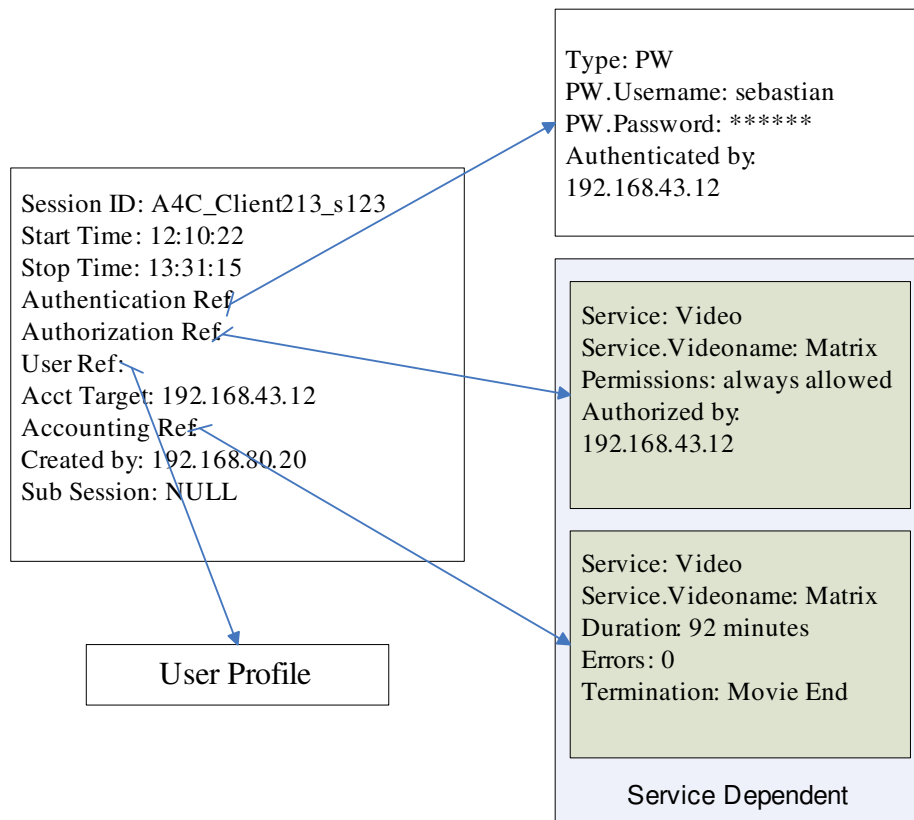 Session ID: A4C_Client213_s123
Start Time: 12:10:22
Stop Time: 13:31:15
Authentication Ref
Authorization Ref:
User Ref:
Acct Target: 192.168.43.12
Accounting Ref:
Created by: 192.168.80.20
Sub Session: NULL
User Profile
Type: PW
PW.Username: sebastian
PW.Password: ******
Authenticated by:
192.168.43.12
Service: Video
Service.Videoname: Matrix
Permissions: always allowed
Authorized by:
192.168.43.12
Service: Video
Service.Videoname: Matrix
Duration: 92 minutes
Errors: 0
Termination: Movie End
Service Dependent